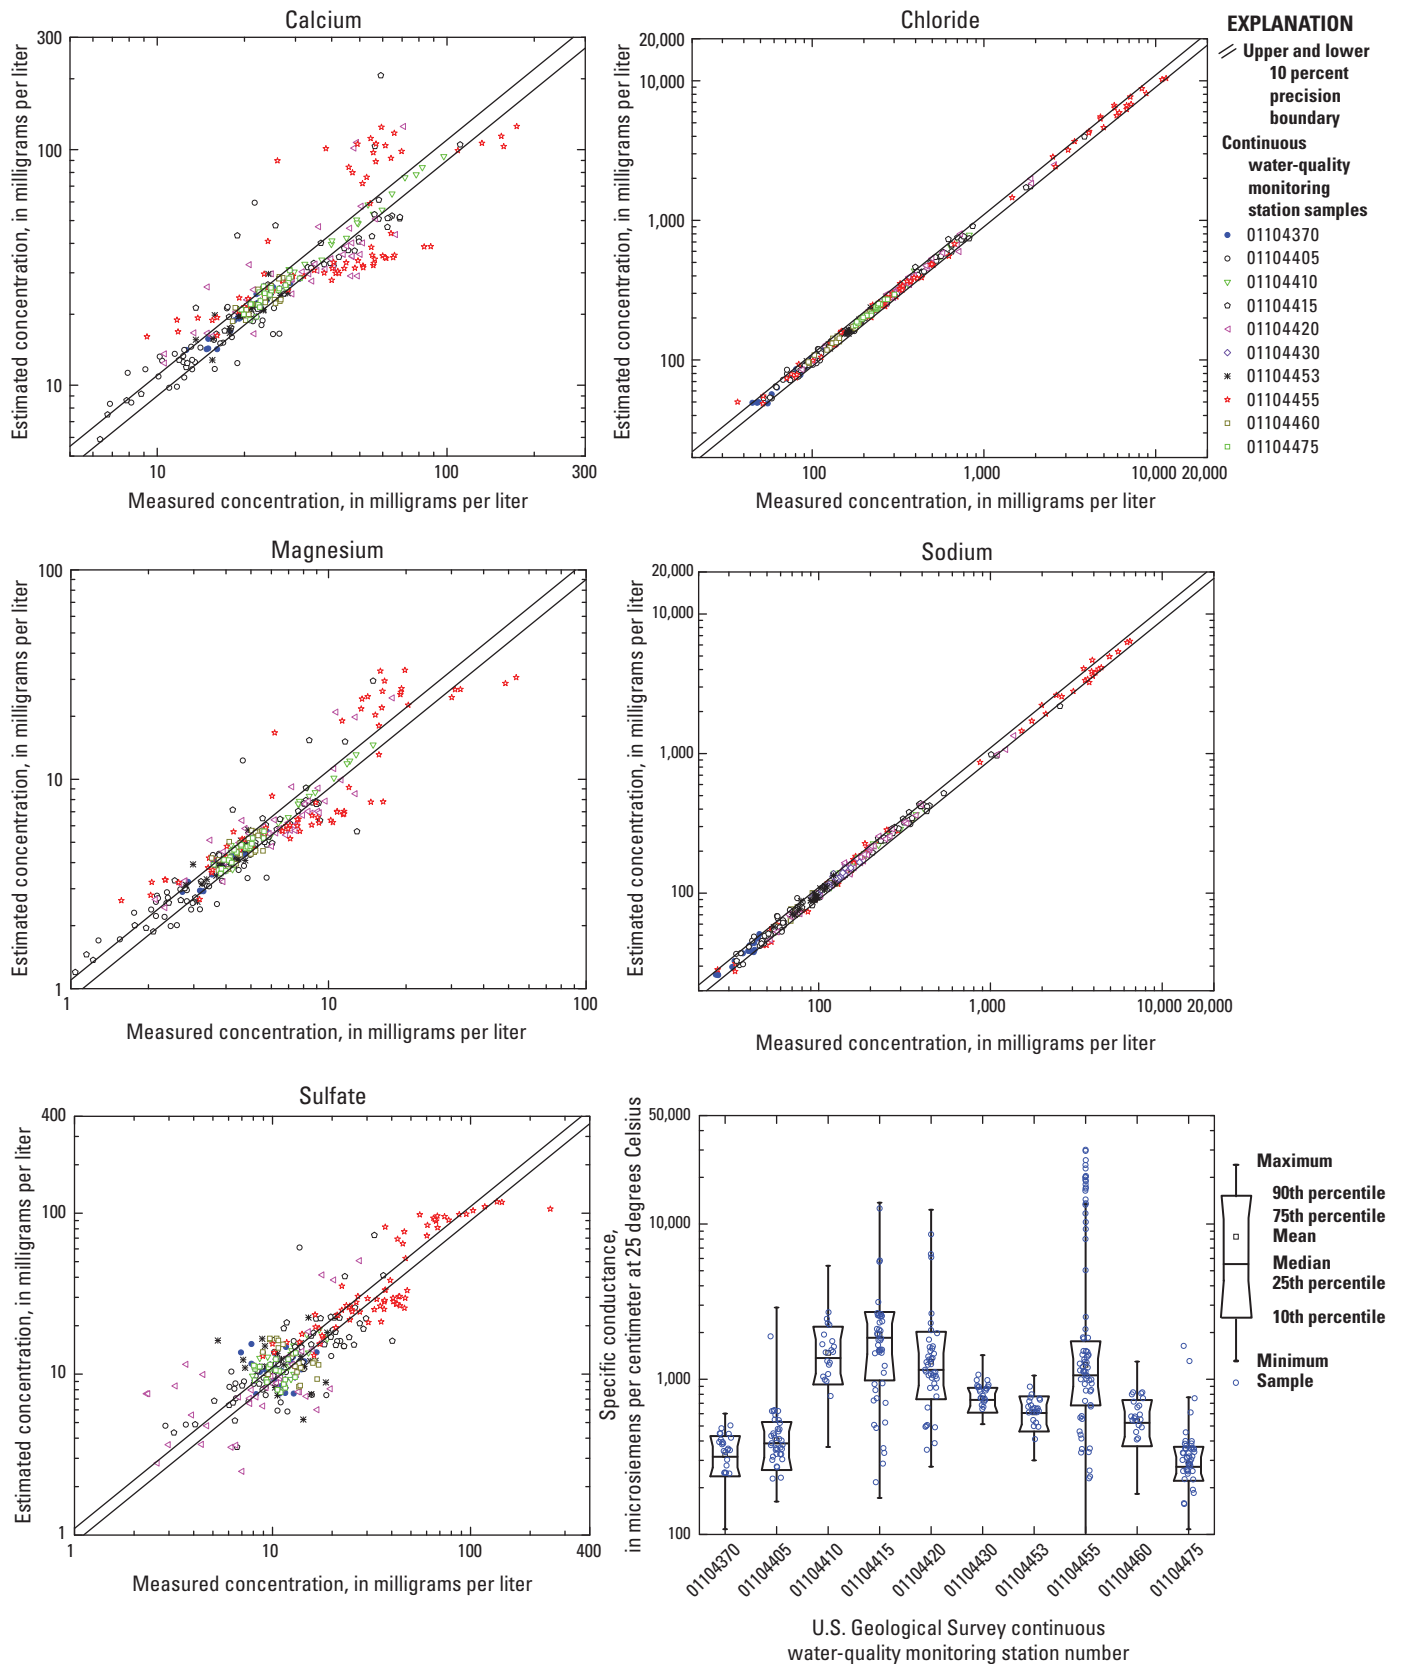 Calcium
300
100
10
10
100
300
Estimated concentration, in milligrams per liter
Measured concentration, in milligrams per liter
Chloride
20,000
10,000
1,000
100
100
1,000
10,000
20,000
Estimated concentration, in milligrams per liter
Measured concentration, in milligrams per liter
EXPLANATION
Upper and lower
10 percent
precision
boundary
Continuous
water-quality
monitoring
station samples
01104370
01104405
01104410
01104415
01104420
01104430
01104453
01104455
01104460
01104475
Magnesium
100
10
1
1
10
100
Estimated concentration, in milligrams per liter
Measured concentration, in milligrams per liter
Sodium
20,000
10,000
1,000
100
100
1,000
10,000
20,000
Estimated concentration, in milligrams per liter
Measured concentration, in milligrams per liter
Sulfate
400
100
10
1
1
10
100
400
Estimated concentration, in milligrams per liter
Measured concentration, in milligrams per liter
50,000
10,000
1,000
100
Specific conductance,
in microsiemens per centimeter at 25 degrees Celsius
01104370
01104405
01104410
01104415
01104420
01104430
01104453
01104455
01104460
01104475
U.S. Geological Survey continuous
water-quality monitoring station number
Maximum
90th percentile
75th percentile
Mean
Median
25th percentile
10th percentile
Minimum
Sample